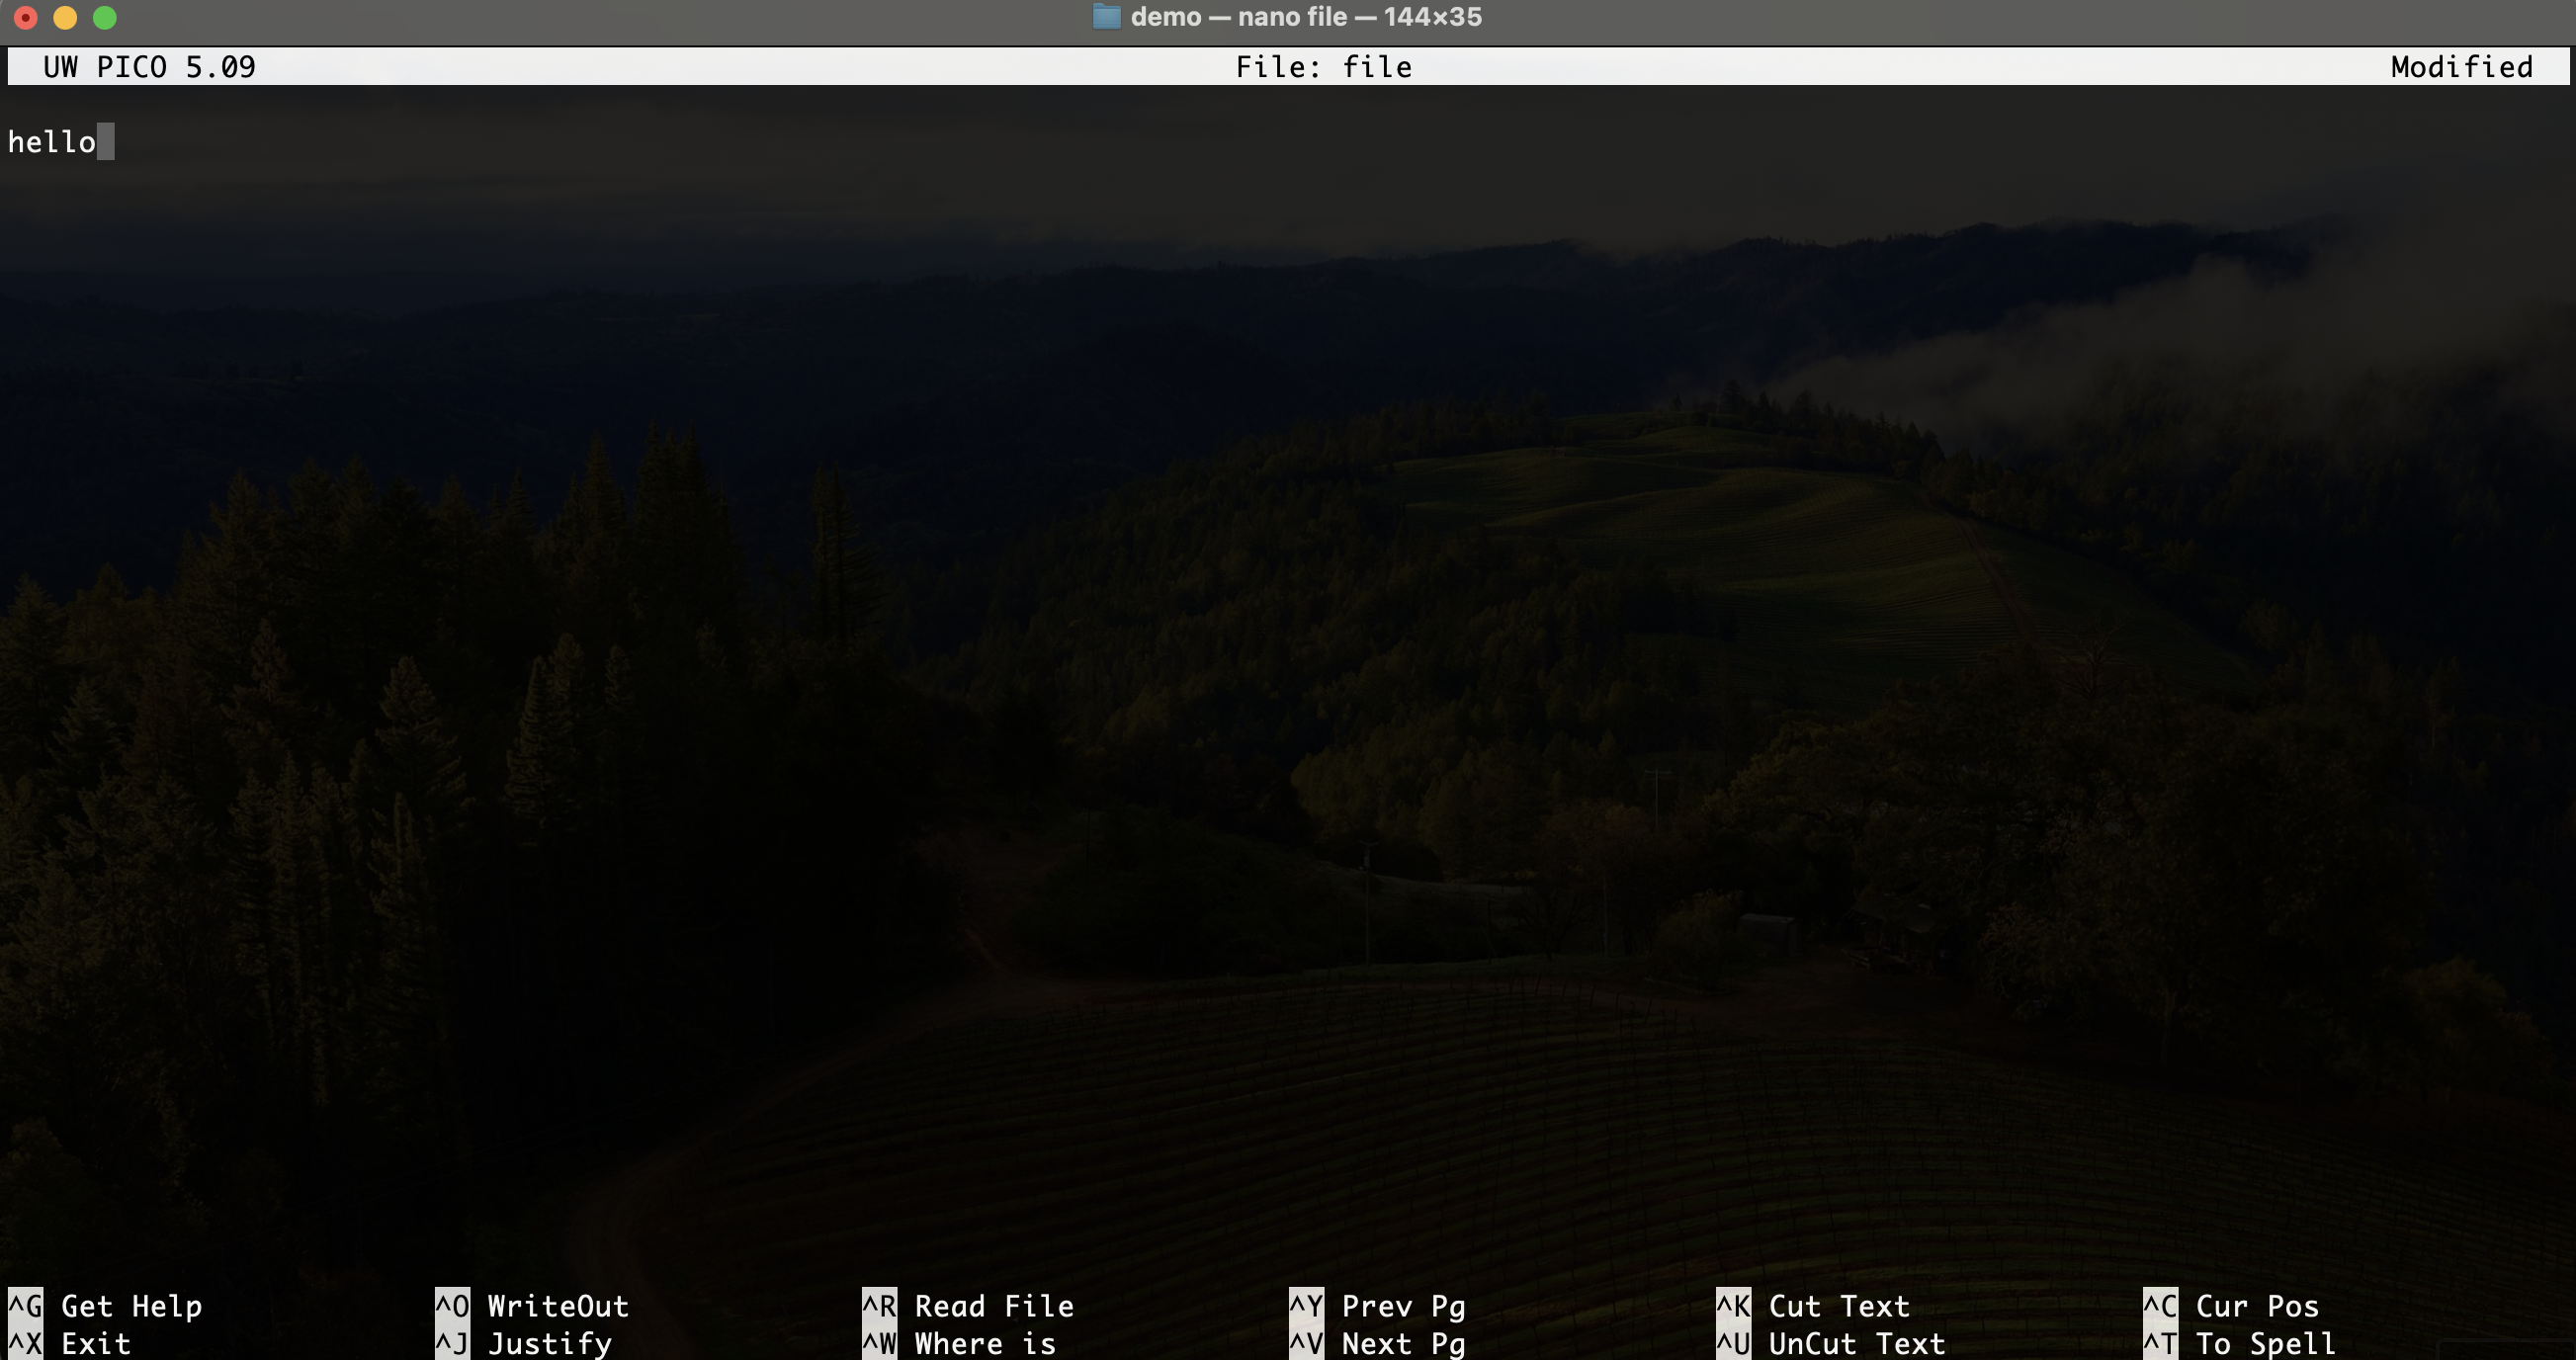 demo — nano file — 144×35
UW PICO 5.09 File: file Modified
hello
^G Get Help ^O WriteOut ^R Read File ^Y Prev Pg ^K Cut Text ^C Cur Pos
^X Exit ^J Justify ^W Where is ^V Next Pg ^U UnCut Text ^T To Spell